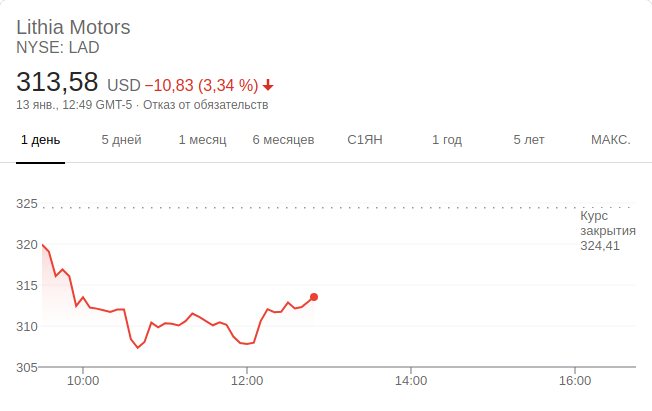 Lithia Motors
NYSE: LAD
313,58 USD −10,83 (3,34 %)
13 янв., 12:49 GMT-5 · Отказ от обязательств
1 день 5 дней 1 месяц 6 месяцев С1ЯН 1 год 5 лет МАКС.
325
Курс
закрытия
324,41
320
315
310
305
10:00 12:00 14:00 16:00